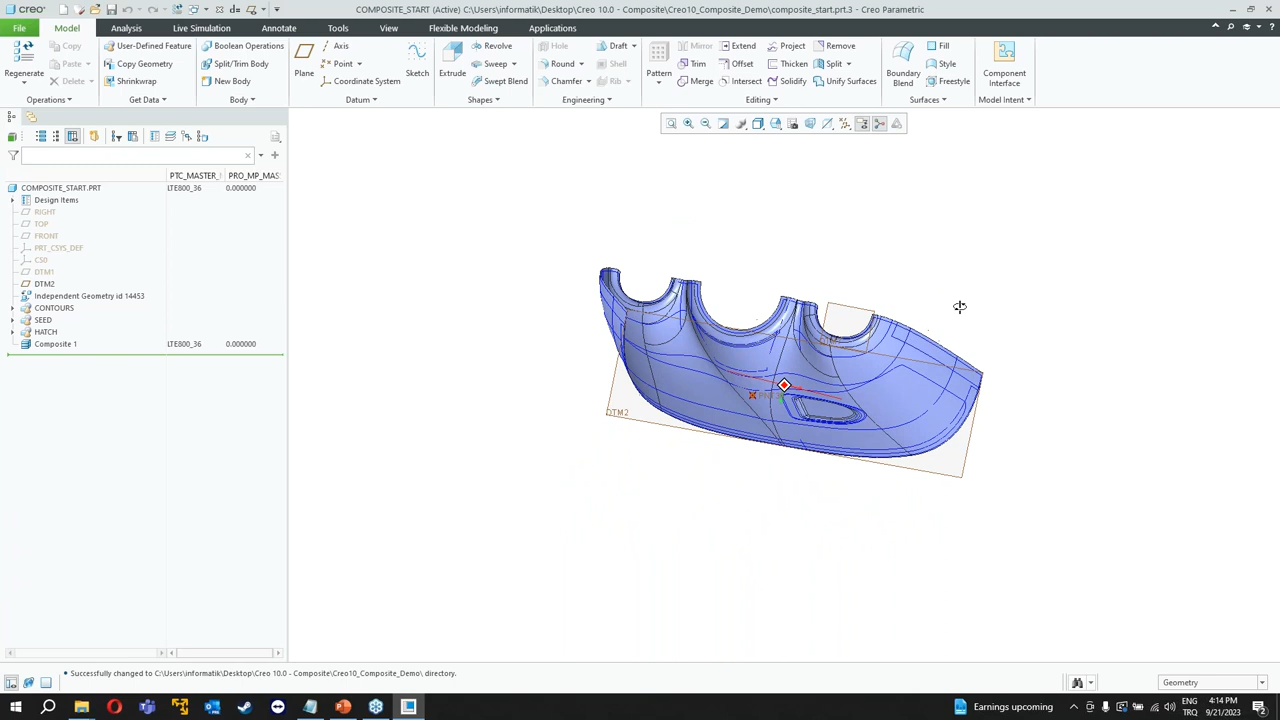 creo
COMPOSITE_START (Active) C:\Users\informatik\Desktop\Creo 10.0 - Composite\Creo10_Composite_Demo\composite_start.prt.3 - Creo Parametric
File
Model
Analysis
Live Simulation
Annotate
Tools
View
Flexible Modeling
Applications
Regenerate
Copy
Paste
Delete
Operations
User-Defined Feature
Copy Geometry
Shrinkwrap
Get Data
Boolean Operations
Split/Trim Body
New Body
Body
Plane
Axis
Point
Coordinate System
Sketch
Datum
Extrude
Revolve
Sweep
Swept Blend
Shapes
Hole
Round
Chamfer
Draft
Shell
Rib
Engineering
Pattern
Mirror
Trim
Merge
Extend
Offset
Intersect
Project
Thicken
Solidify
Remove
Split
Unify Surfaces
Editing
Boundary
Blend
Fill
Style
Freestyle
Surfaces
Component
Interface
Model Intent
PTC_MASTER_
PRO_MP_MAS
COMPOSITE_START.PRT LTE800_36 0.000000
Design Items
RIGHT
TOP
FRONT
PRT_CSYS_DEF
CS0
DTM1
DTM2
Independent Geometry id 14453
CONTOURS
SEED
HATCH
Composite 1 LTE800_36 0.000000
DTM2
Successfully changed to C:\Users\informatik\Desktop\Creo 10.0 - Composite\Creo10_Composite_Demo\ directory.
Geometry
Earnings upcoming
ENG
TRQ
4:14 PM
9/21/2023
2